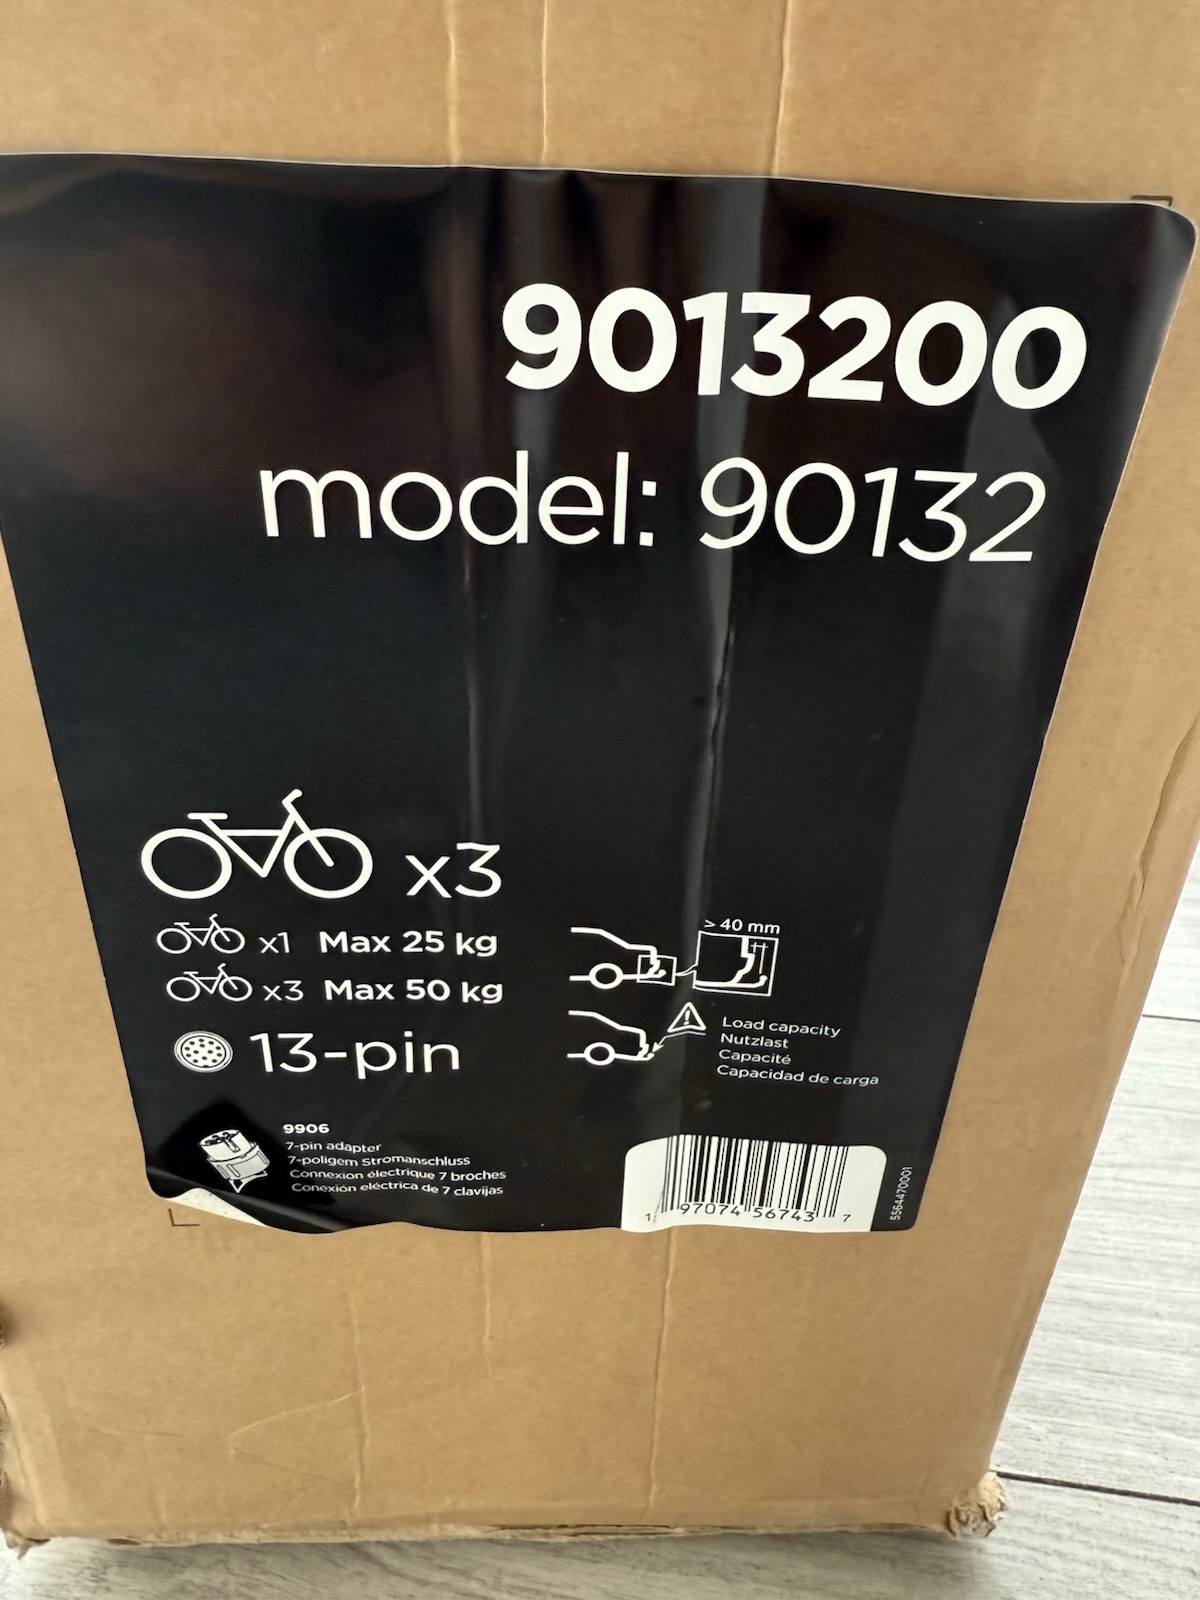 9013200
model: 90132
x3
x1 Max 25 kg
x3 Max 50 kg
13-pin
> 40 mm
Load capacity
Nutzlast
Capacité
Capacidad de carga
9906
7-pin adapter
7-poligem Stromanschluss
Connexion électrique 7 broches
Conexión eléctrica de 7 clavijas
1 97074 56743 7
5564470001